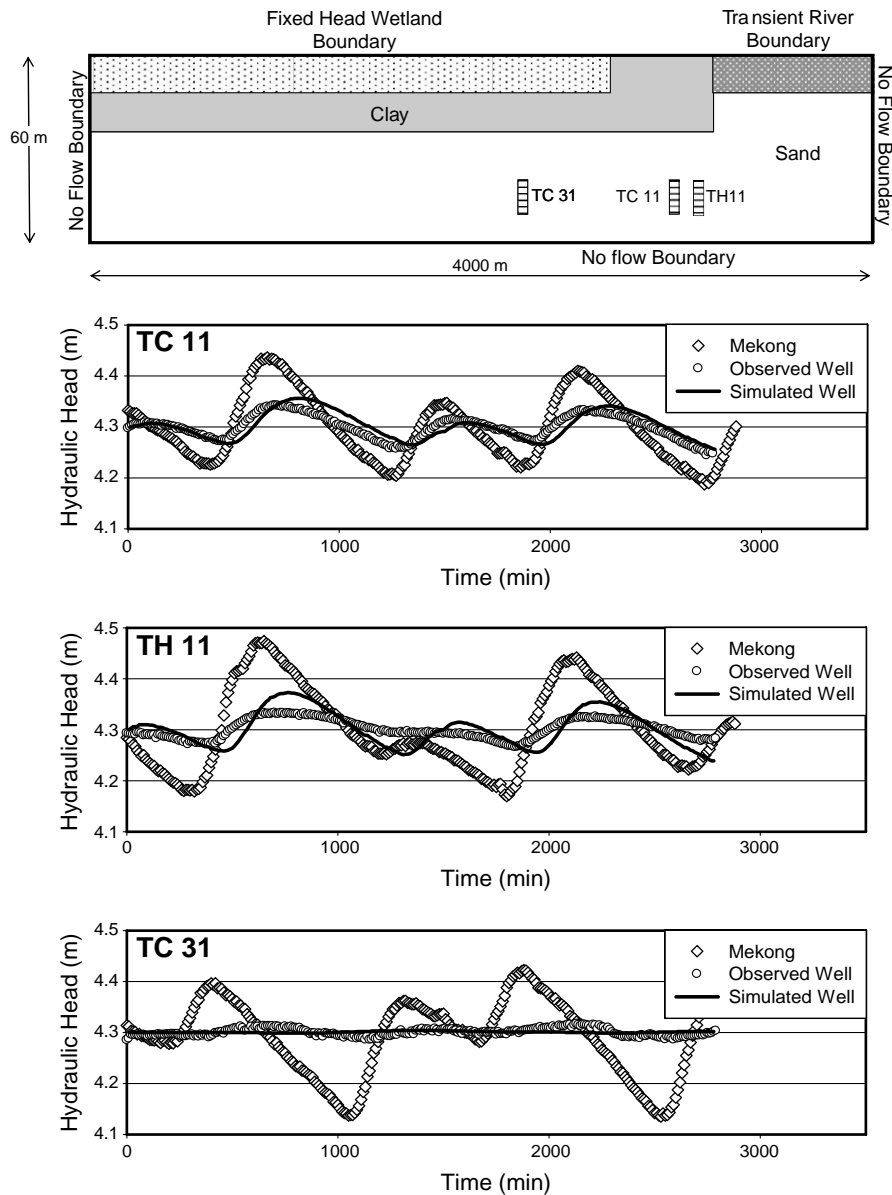 Fixed Head Wetland
Boundary
Transient River
Boundary
No Flow Boundary
60 m
Clay
Sand
No Flow Boundary
TC 31
TC 11
TH11
4000 m
No flow Boundary
TC 11
Mekong
Observed Well
Simulated Well
Hydraulic Head (m)
4.5
4.4
4.3
4.2
4.1
0
1000
2000
3000
Time (min)
TH 11
Mekong
Observed Well
Simulated Well
Hydraulic Head (m)
4.5
4.4
4.3
4.2
4.1
0
1000
2000
3000
Time (min)
TC 31
Mekong
Observed Well
Simulated Well
Hydraulic Head (m)
4.5
4.4
4.3
4.2
4.1
0
1000
2000
3000
Time (min)